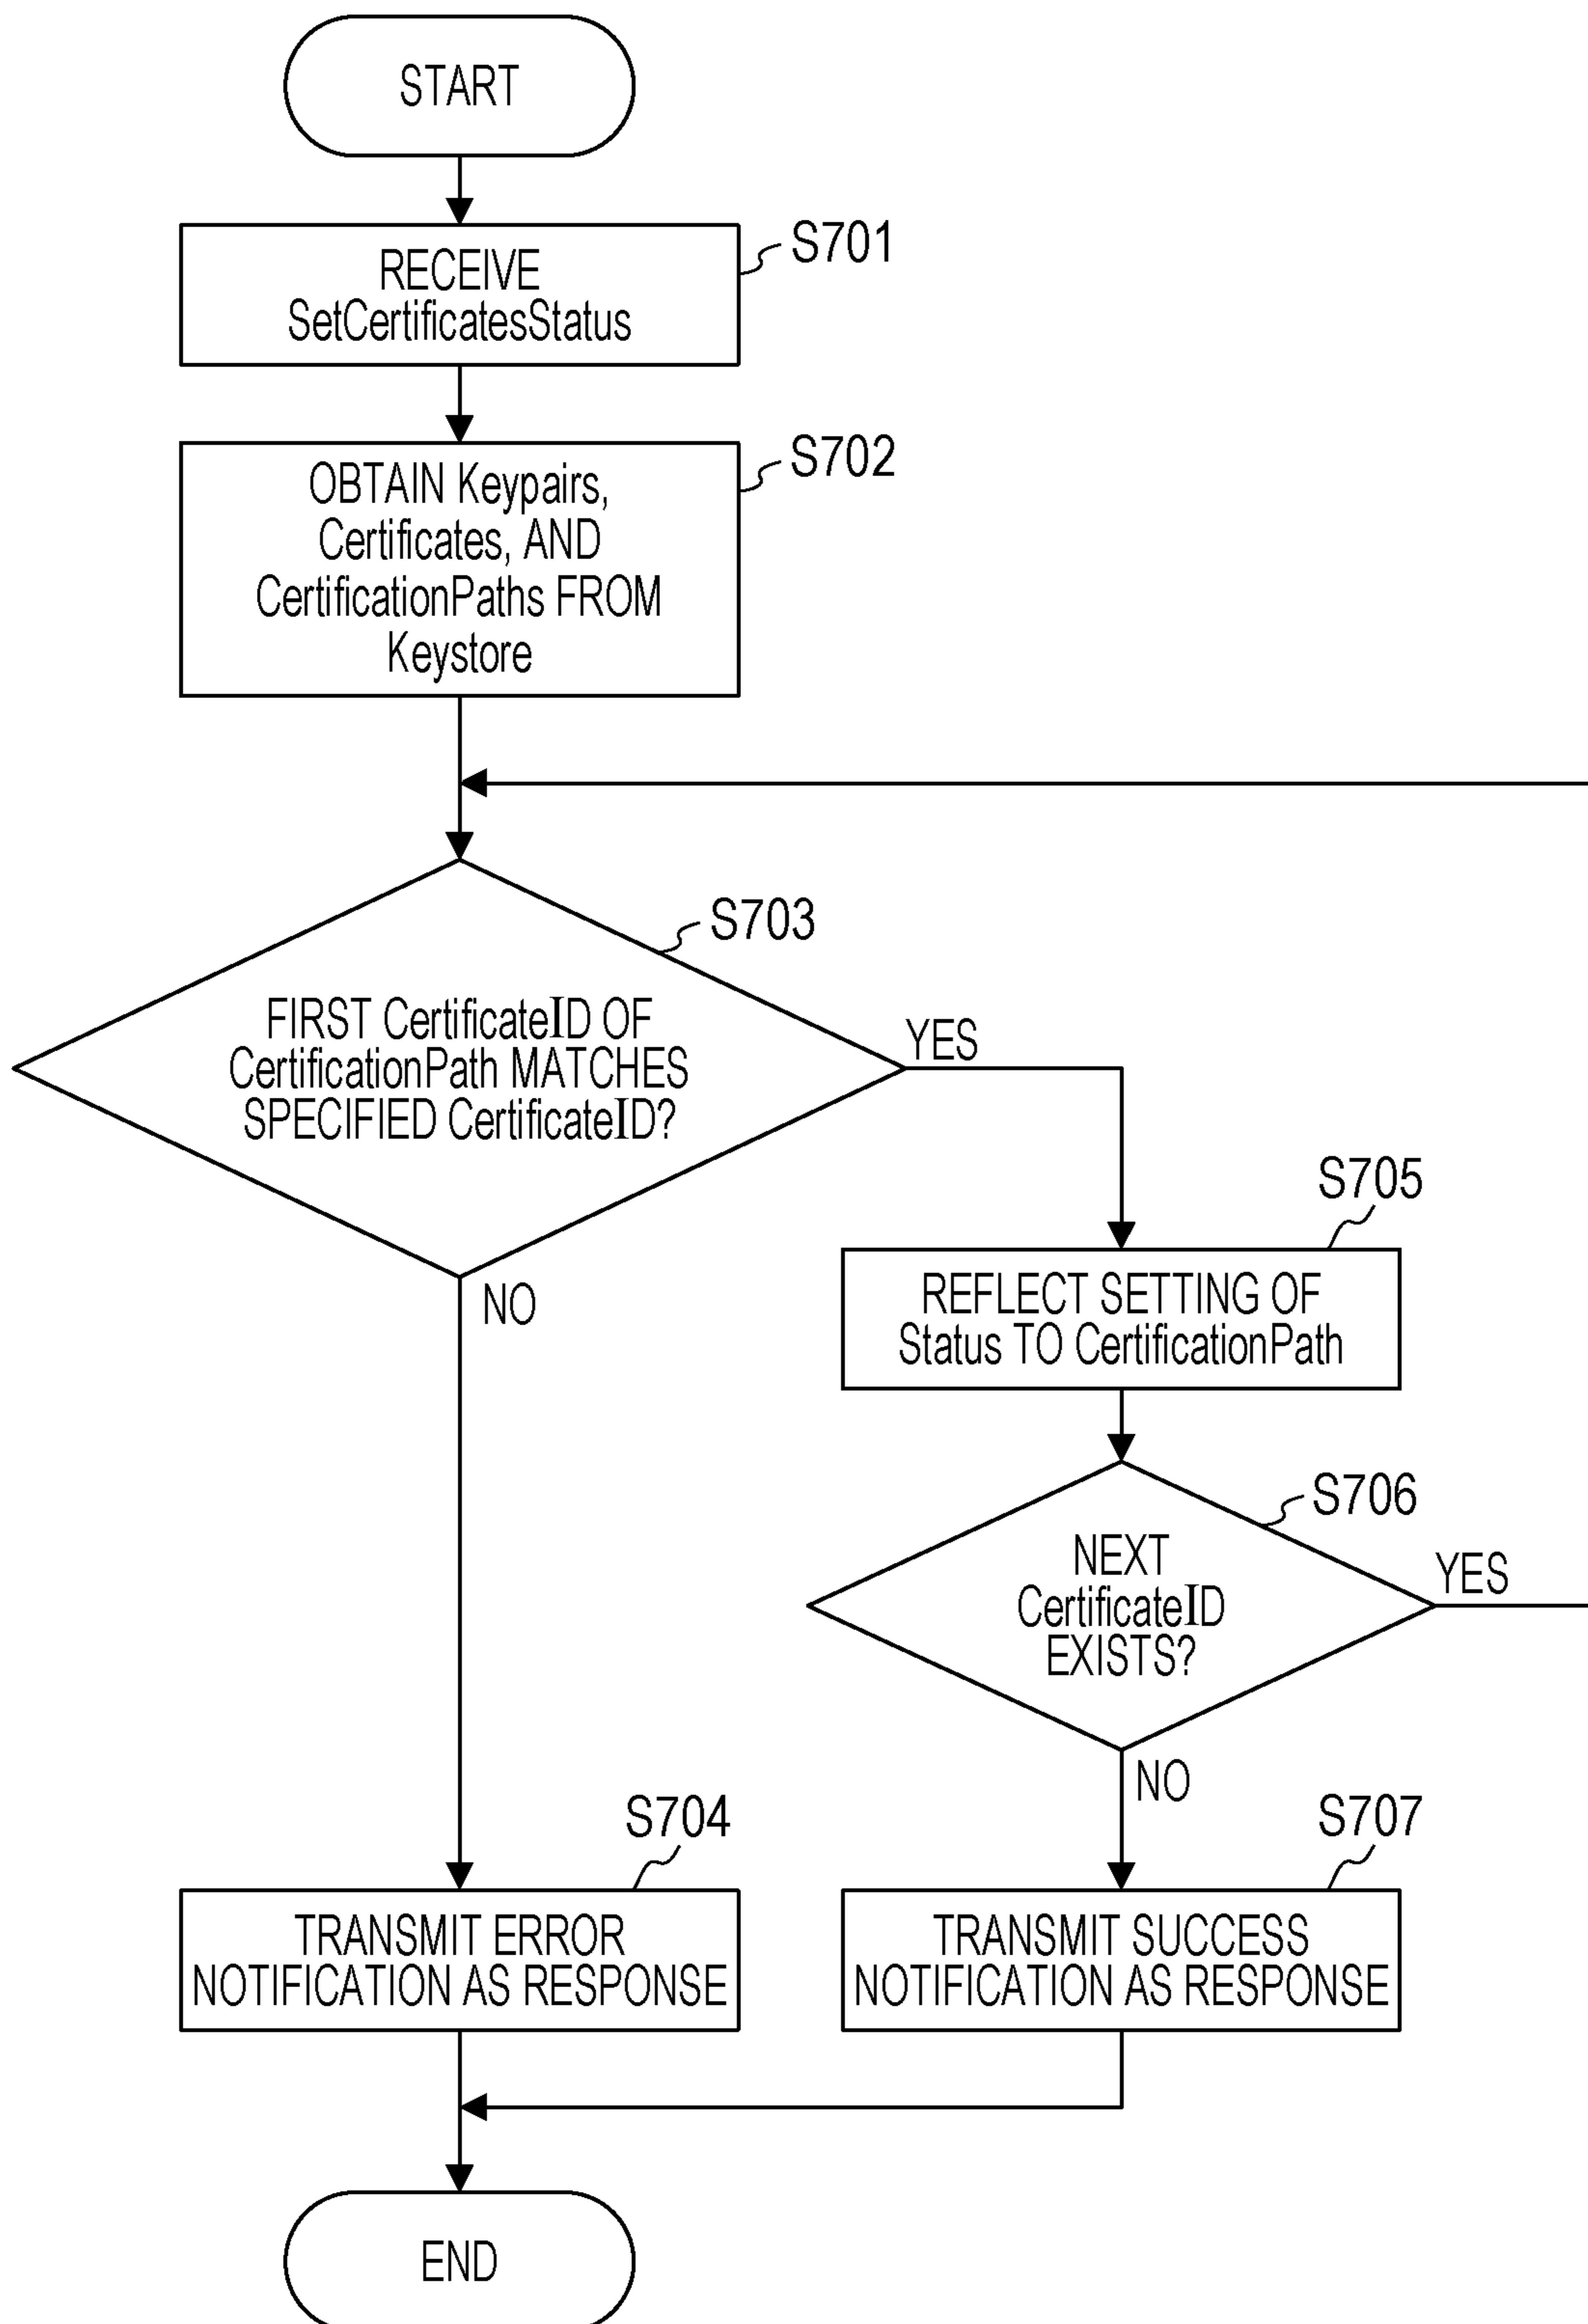 START
S701
RECEIVE
SetCertificatesStatus
S702
OBTAIN Keypairs,
Certificates, AND
CertificationPaths FROM
Keystore
S703
FIRST CertificateID OF
CertificationPath MATCHES
SPECIFIED CertificateID?
YES
NO
S705
REFLECT SETTING OF
Status TO CertificationPath
S706
NEXT
CertificateID
EXISTS?
YES
NO
S704
TRANSMIT ERROR
NOTIFICATION AS RESPONSE
S707
TRANSMIT SUCCESS
NOTIFICATION AS RESPONSE
END